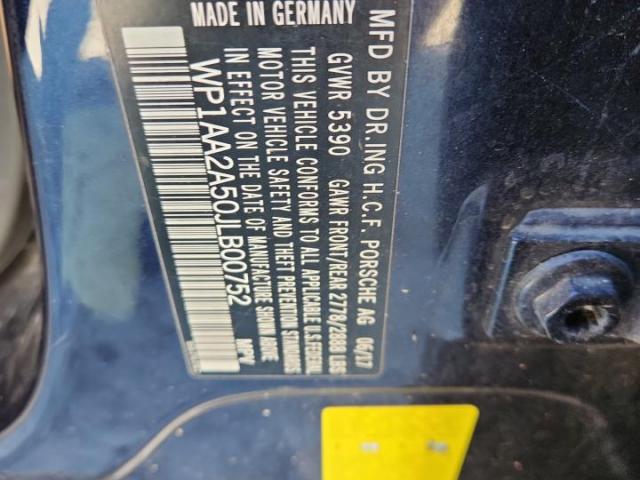 MFD BY DR.ING H.C.F. PORSCHE AG 06/17
GVWR 5390 GAWR FRONT/REAR 2778/2888 LBS
THIS VEHICLE CONFORMS TO ALL APPLICABLE U.S. FEDERAL
MOTOR VEHICLE SAFETY AND THEFT PREVENTION STANDARDS
IN EFFECT ON THE DATE OF MANUFACTURE SHOWN ABOVE
WP1AA2A50JLB00752 MPV
MADE IN GERMANY